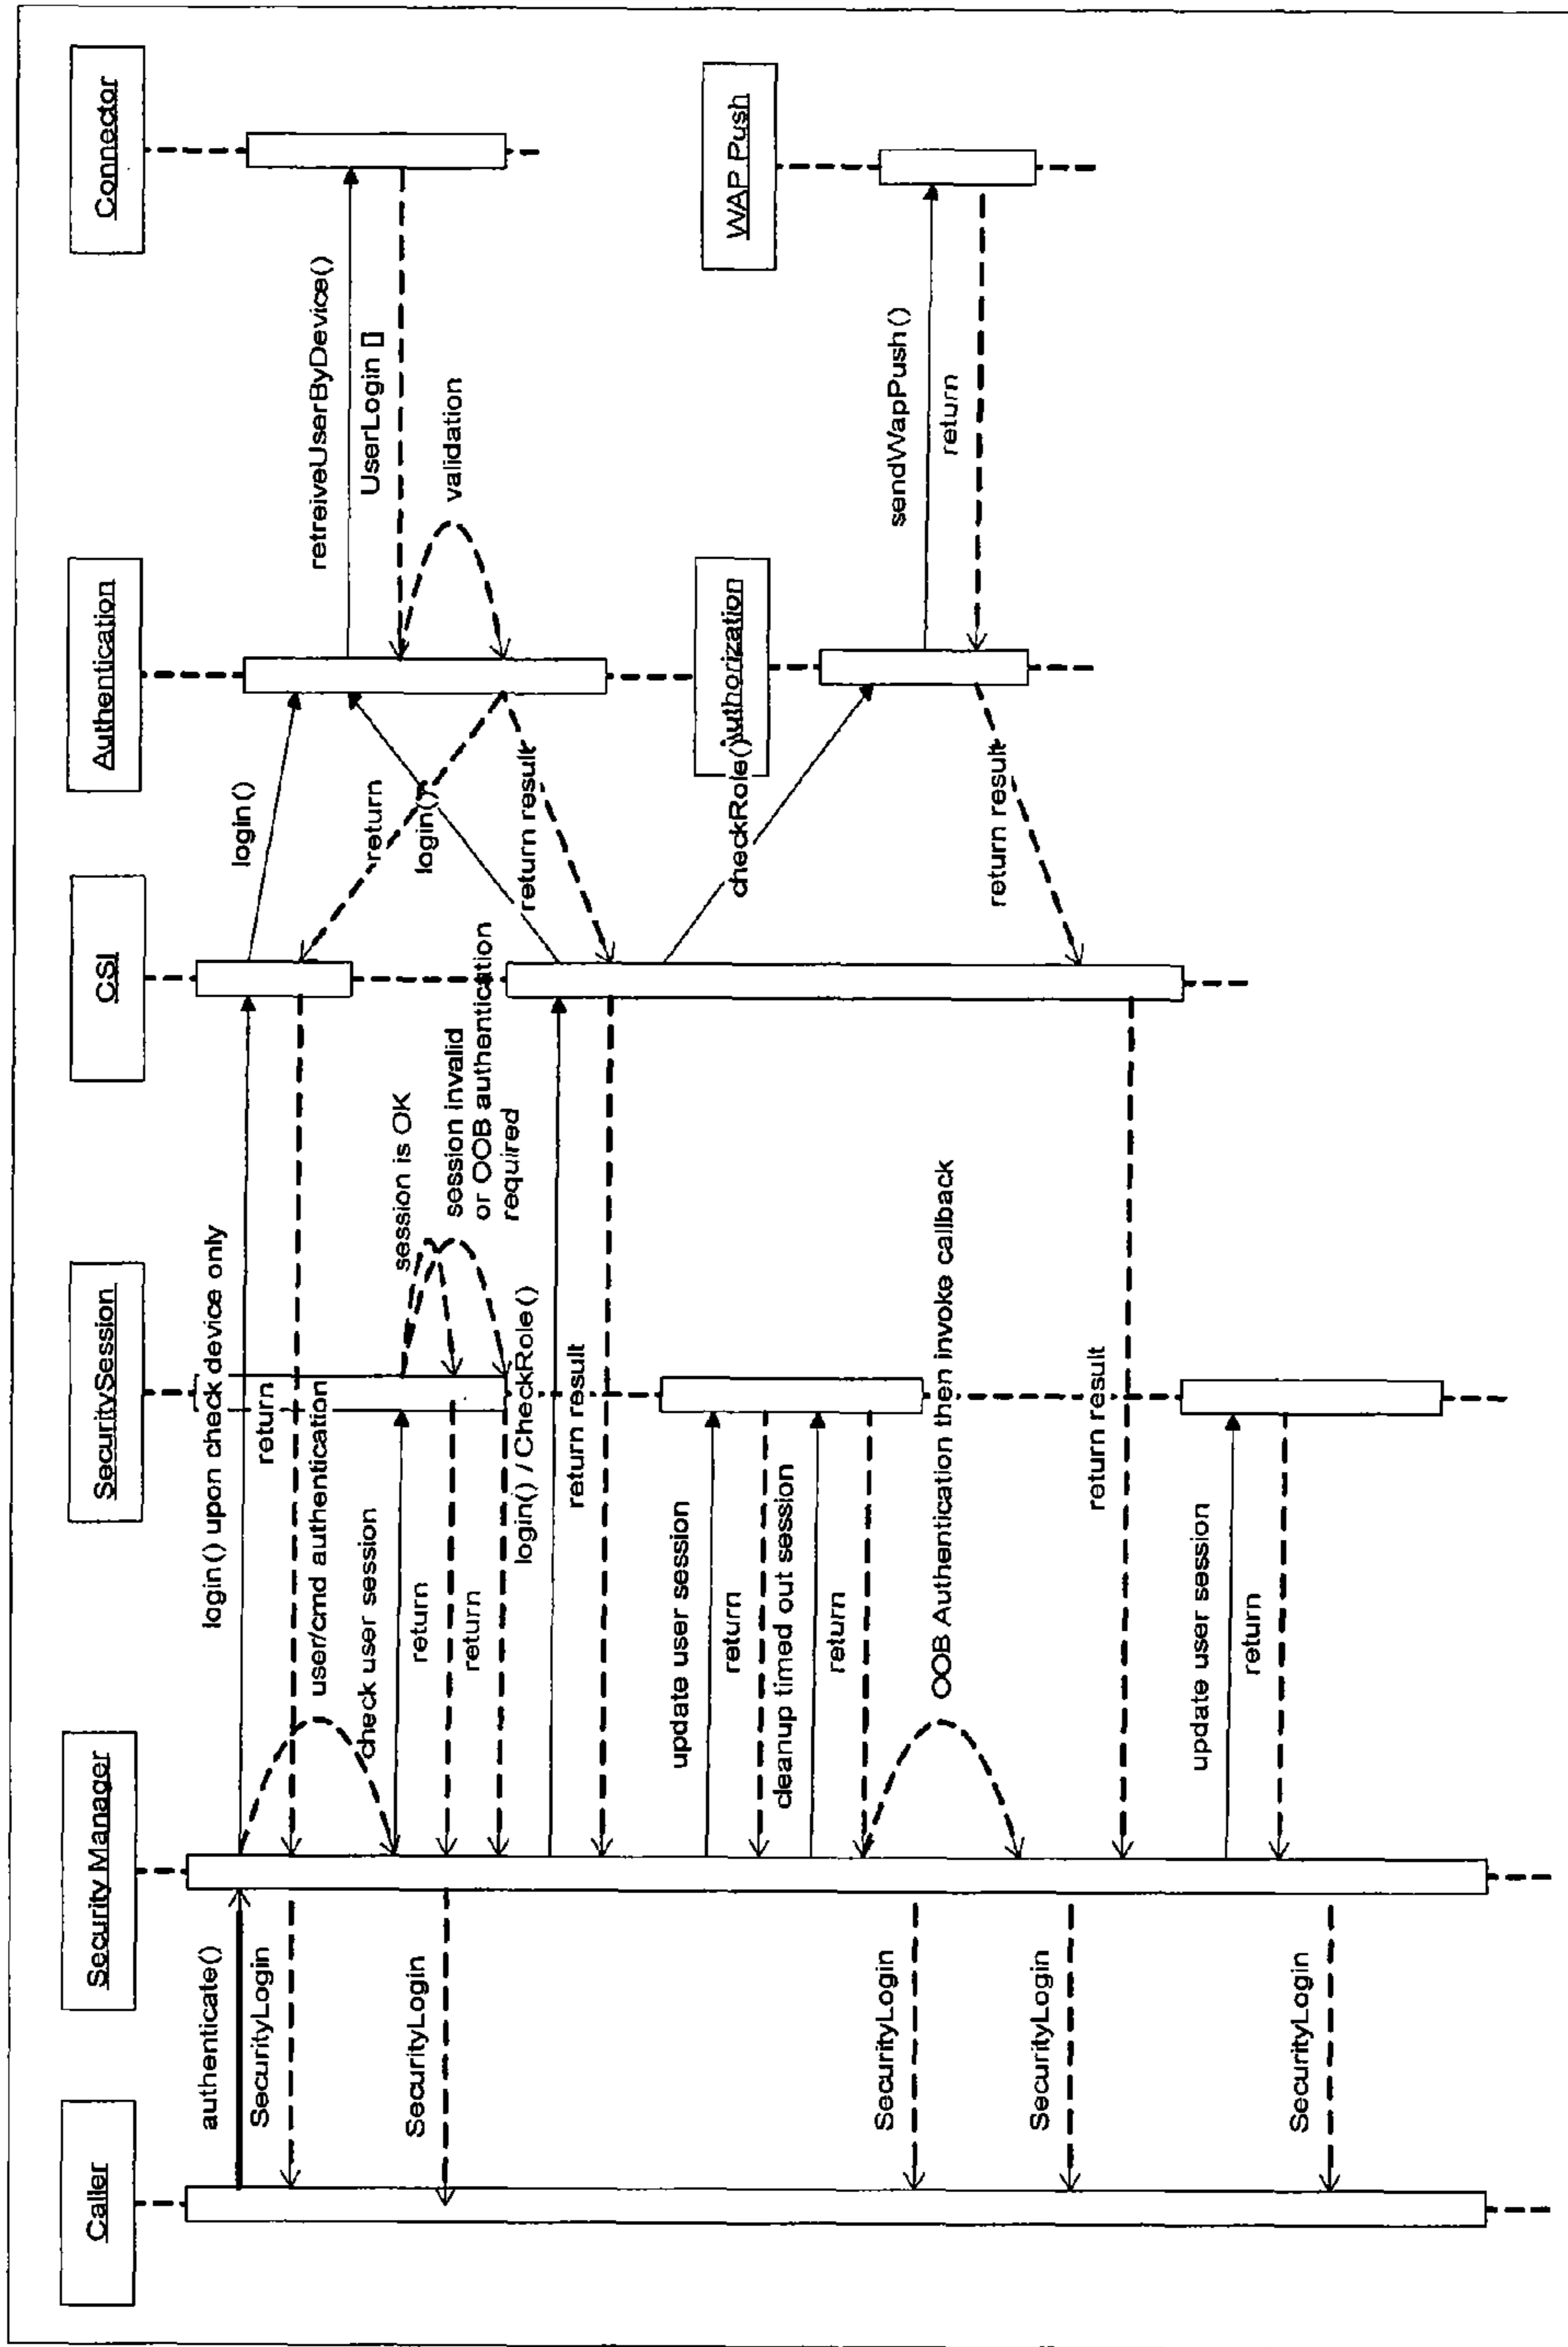 Caller
Security Manager
SecuritySession
CSI
Authentication
Connector
authenticate()
login() upon check device only
login()
SecurityLogin
return
user/cmd authentication
return
retreiveUserByDevice()
UserLogin []
check user session
session is OK
login()
validation
SecurityLogin
return
session invalid
or OOB authentication
required
return
login() / CheckRole()
return result
return result
Authorization
WAP Push
update user session
checkRole()
return
cleanup timed out session
return
sendWapPush()
return
SecurityLogin
OOB Authentication then invoke callback
return result
SecurityLogin
return result
update user session
return
SecurityLogin